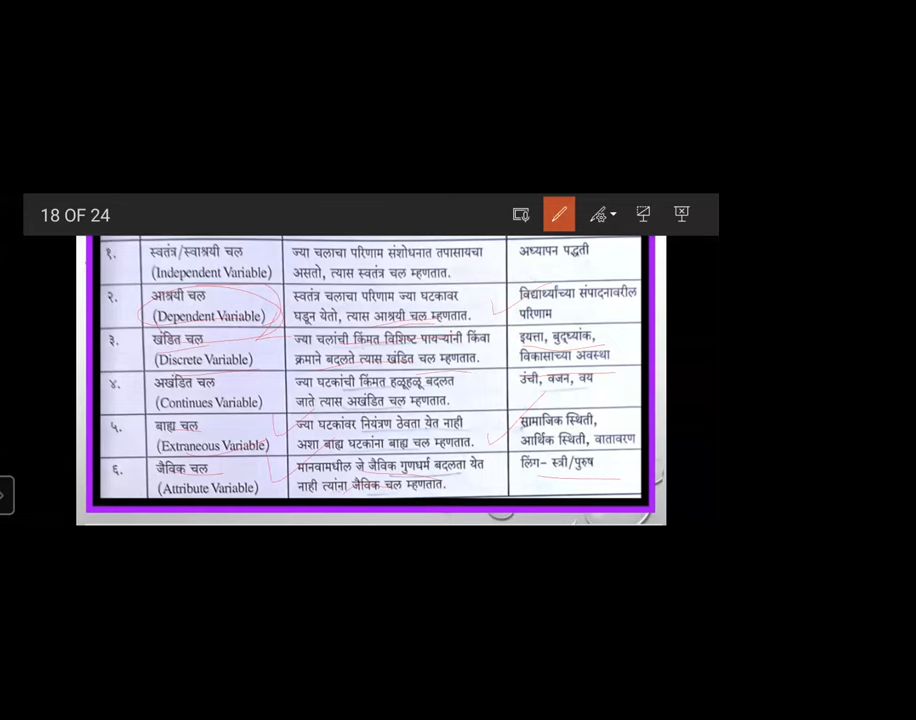 18 OF 24
१. स्वतंत्र/स्वाश्रयी चल ज्या चलाचा परिणाम संशोधनात तपासायचा अध्यापन पद्धती
(Independent Variable) असतो, त्यास स्वतंत्र चल म्हणतात.
२. आश्रयी चल स्वतंत्र चलाचा परिणाम ज्या घटकावर विद्यार्थ्यांच्या संपादनावरील
(Dependent Variable) घडून येतो, त्यास आश्रयी चल म्हणतात. परिणाम
३. खंडित चल ज्या चलांची किंमत विशिष्ट पायऱ्यांनी किंवा इयत्ता, बुद्ध्यांक,
(Discrete Variable) क्रमाने बदलते त्यास खंडित चल म्हणतात. विकासाच्या अवस्था
४. अखंडित चल ज्या घटकांची किंमत हळूहळू बदलत उंची, वजन, वय
(Continues Variable) जाते त्यास अखंडित चल म्हणतात.
५. बाह्य चल ज्या घटकांवर नियंत्रण ठेवता येत नाही सामाजिक स्थिती,
(Extraneous Variable) अशा बाह्य घटकांना बाह्य चल म्हणतात. आर्थिक स्थिती, वातावरण
६. जैविक चल मानवामधील जे जैविक गुणधर्म बदलता येत लिंग- स्त्री/पुरुष
(Attribute Variable) नाही त्यांना जैविक चल म्हणतात.